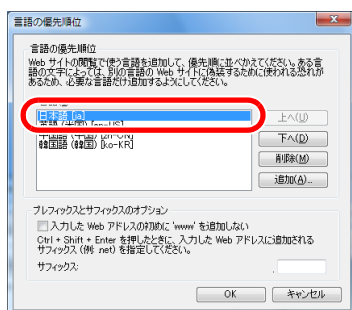 言語の優先順位
言語の優先順位
Web サイトの閲覧で使う言語を追加して、優先順に並べかえてください。ある言
語の文字によっては、別の言語の Web サイトに偽装するために使われる恐れが
あるため、必要な言語だけ追加するようにしてください。
日本語 [ja]
韓国語 (韓国) [ko-KR]
上へ(U)
下へ(D)
削除(M)
追加(A)...
プレフィックスとサフィックスのオプション
入力した Web アドレスの初めに 'www' を追加しない
Ctrl + Shift + Enter を押したときに、入力した Web アドレスに追加される
サフィックス (例: net) を指定してください。
サフィックス:
.
OK
キャンセル